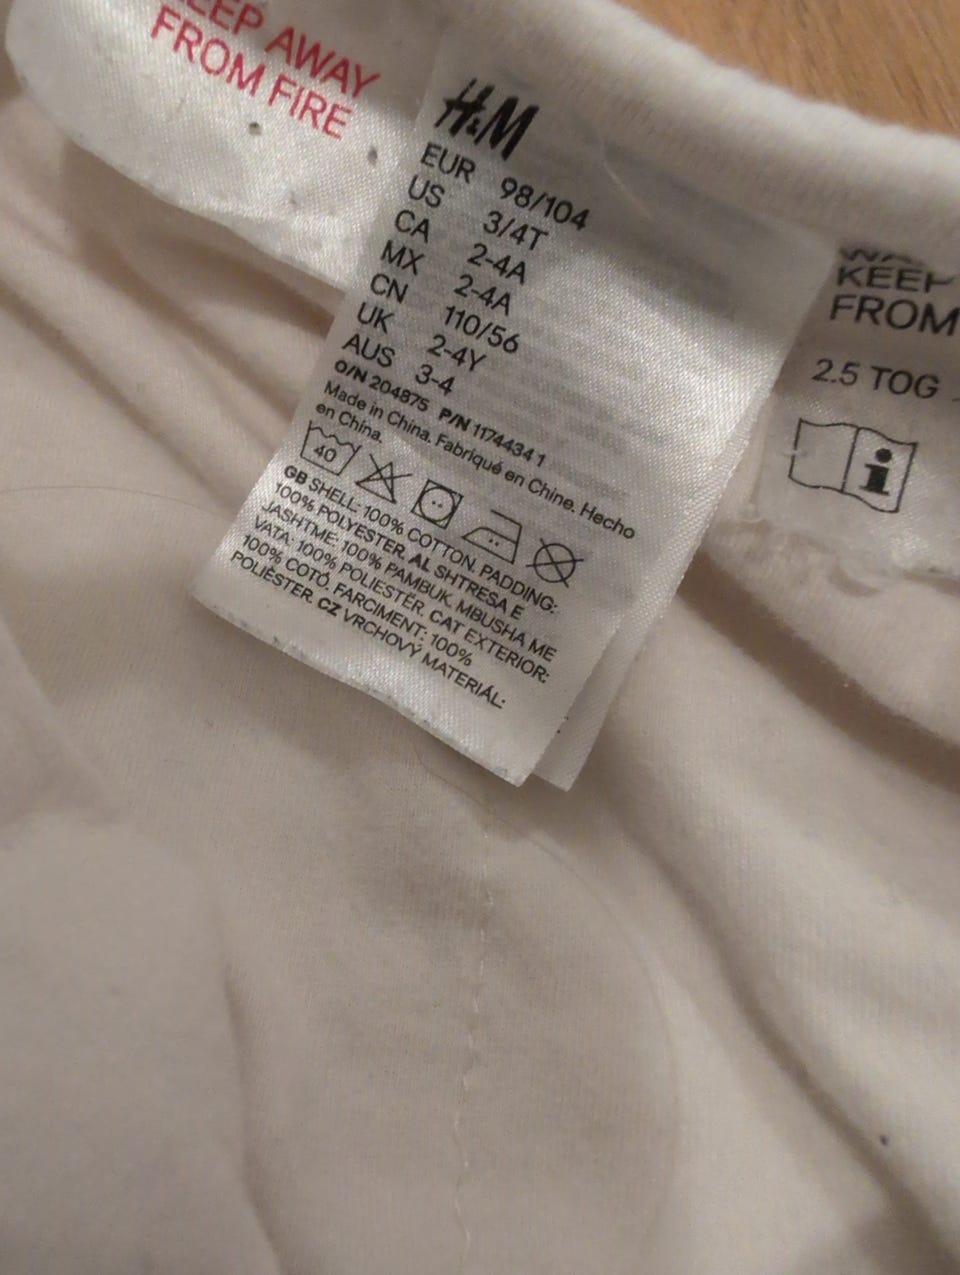 AWAY
FROM FIRE
H&M
EUR 98/104
US 3/4T
CA 2-4A
MX 2-4A
CN 110/56
UK 2-4Y
AUS 3-4
O/N 204875 P/N 11744341
Made in China. Fabriqué en Chine. Hecho
en China.
40
GB SHELL: 100% COTTON. PADDING:
100% POLYESTER. AL SHTRESA E
JASHTME: 100% PAMBUK. MBUSHA ME
VATA: 100% POLIESTËR. CAT EXTERIOR:
100% COTÓ. FARCIMENT: 100%
POLIÈSTER. CZ VRCHOVÝ MATERIÁL:
KEEP
FROM
2.5 TOG
i